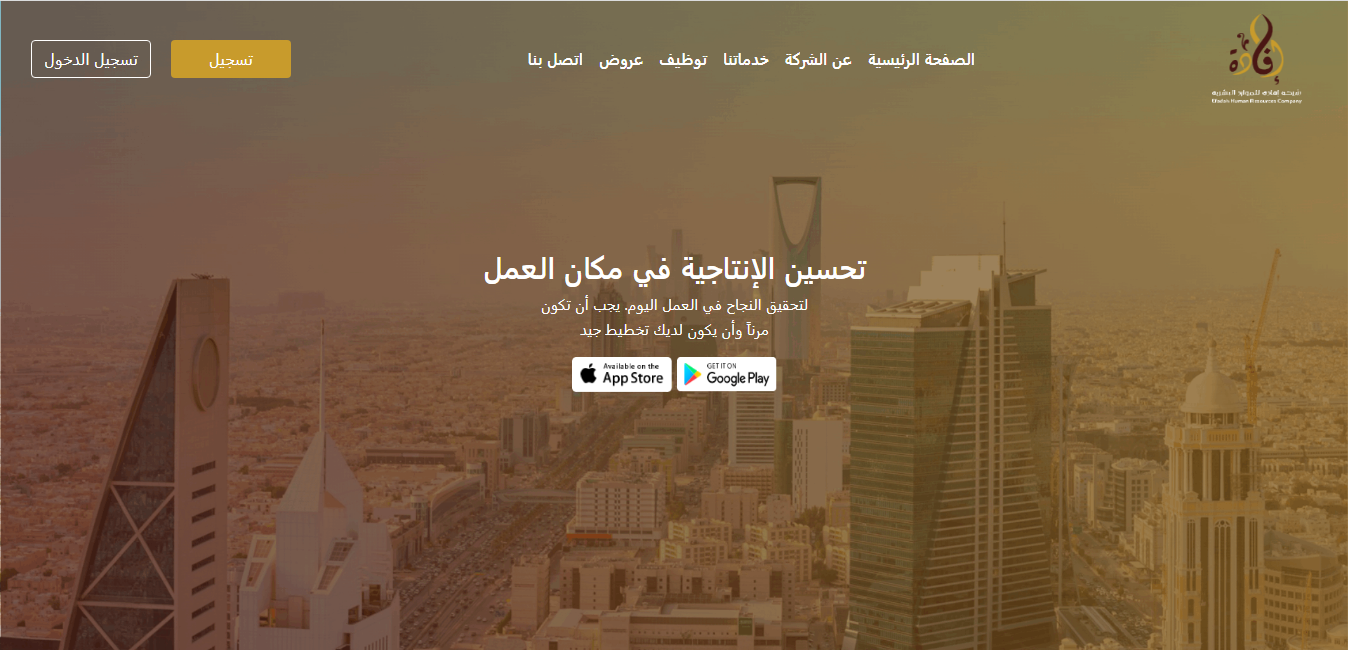 إفادة
شركة إفادة للموارد البشرية
Efadah Human Resources Company
الصفحة الرئيسية
عن الشركة
خدماتنا
توظيف
عروض
اتصل بنا
تسجيل
تسجيل الدخول
تحسين الإنتاجية في مكان العمل
لتحقيق النجاح في العمل اليوم. يجب أن تكون
مرناً وأن يكون لديك تخطيط جيد
Available on the
App Store
GET IT ON
Google Play